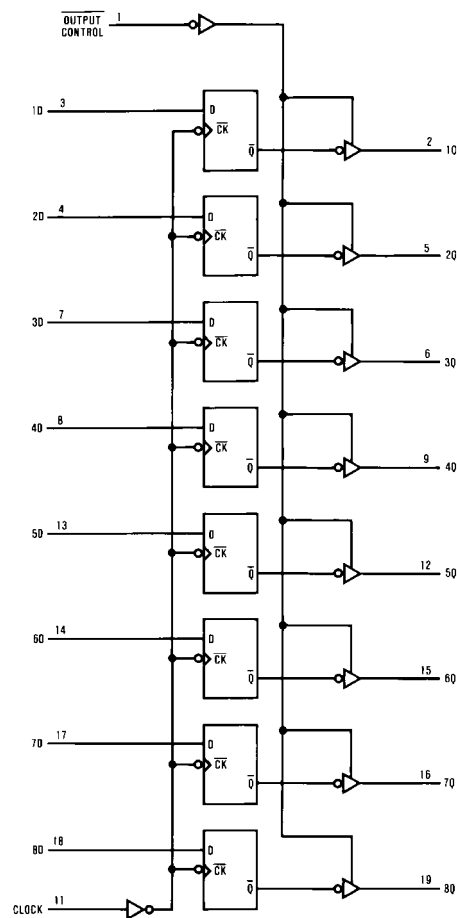 OUTPUT CONTROL 1
1D 3 D
CK
Q 2 1Q
2D 4 D
CK
Q 5 2Q
3D 7 D
CK
Q 6 3Q
4D 8 D
CK
Q 9 4Q
5D 13 D
CK
Q 12 5Q
6D 14 D
CK
Q 15 6Q
7D 17 D
CK
Q 16 7Q
8D 18 D
CK
Q 19 8Q
CLOCK 11